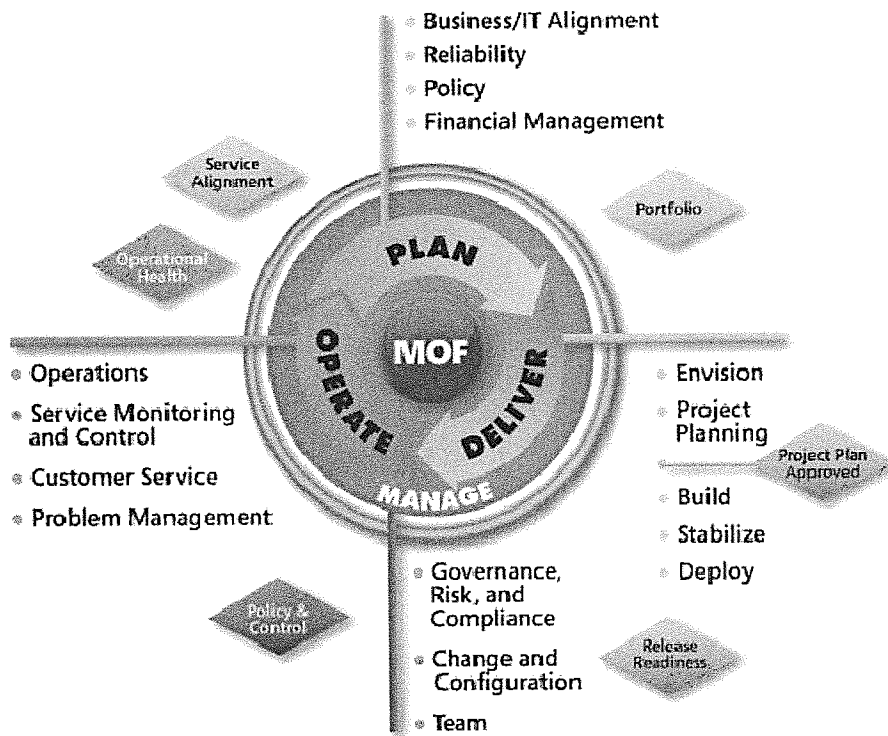 Business/IT Alignment
Reliability
Policy
Financial Management
Service
Alignment
Portfolio
Operational
Health
PLAN
MOF
OPERATE
DELIVER
MANAGE
Operations
Service Monitoring
and Control
Customer Service
Problem Management
Envision
Project
Planning
Project Plan
Approved
Build
Stabilize
Deploy
Policy &
Control
Governance,
Risk, and
Compliance
Change and
Configuration
Team
Release
Readiness